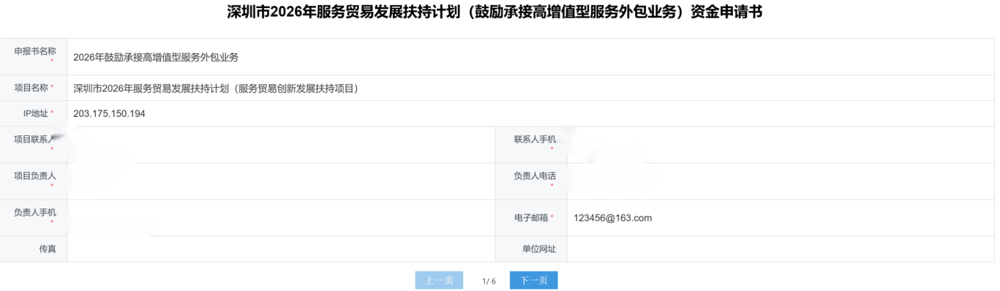 深圳市2026年服务贸易发展扶持计划（鼓励承接高增值型服务外包业务）资金申请书
申报书名称* 2026年鼓励承接高增值型服务外包业务
项目名称* 深圳市2026年服务贸易发展扶持计划（服务贸易创新发展扶持项目）
IP地址* 203.175.150.194
项目联系人* 联系人手机*
项目负责人* 负责人电话*
负责人手机* 电子邮箱* 123456@163.com
传真 单位网址
上一页 1/ 6 下一页